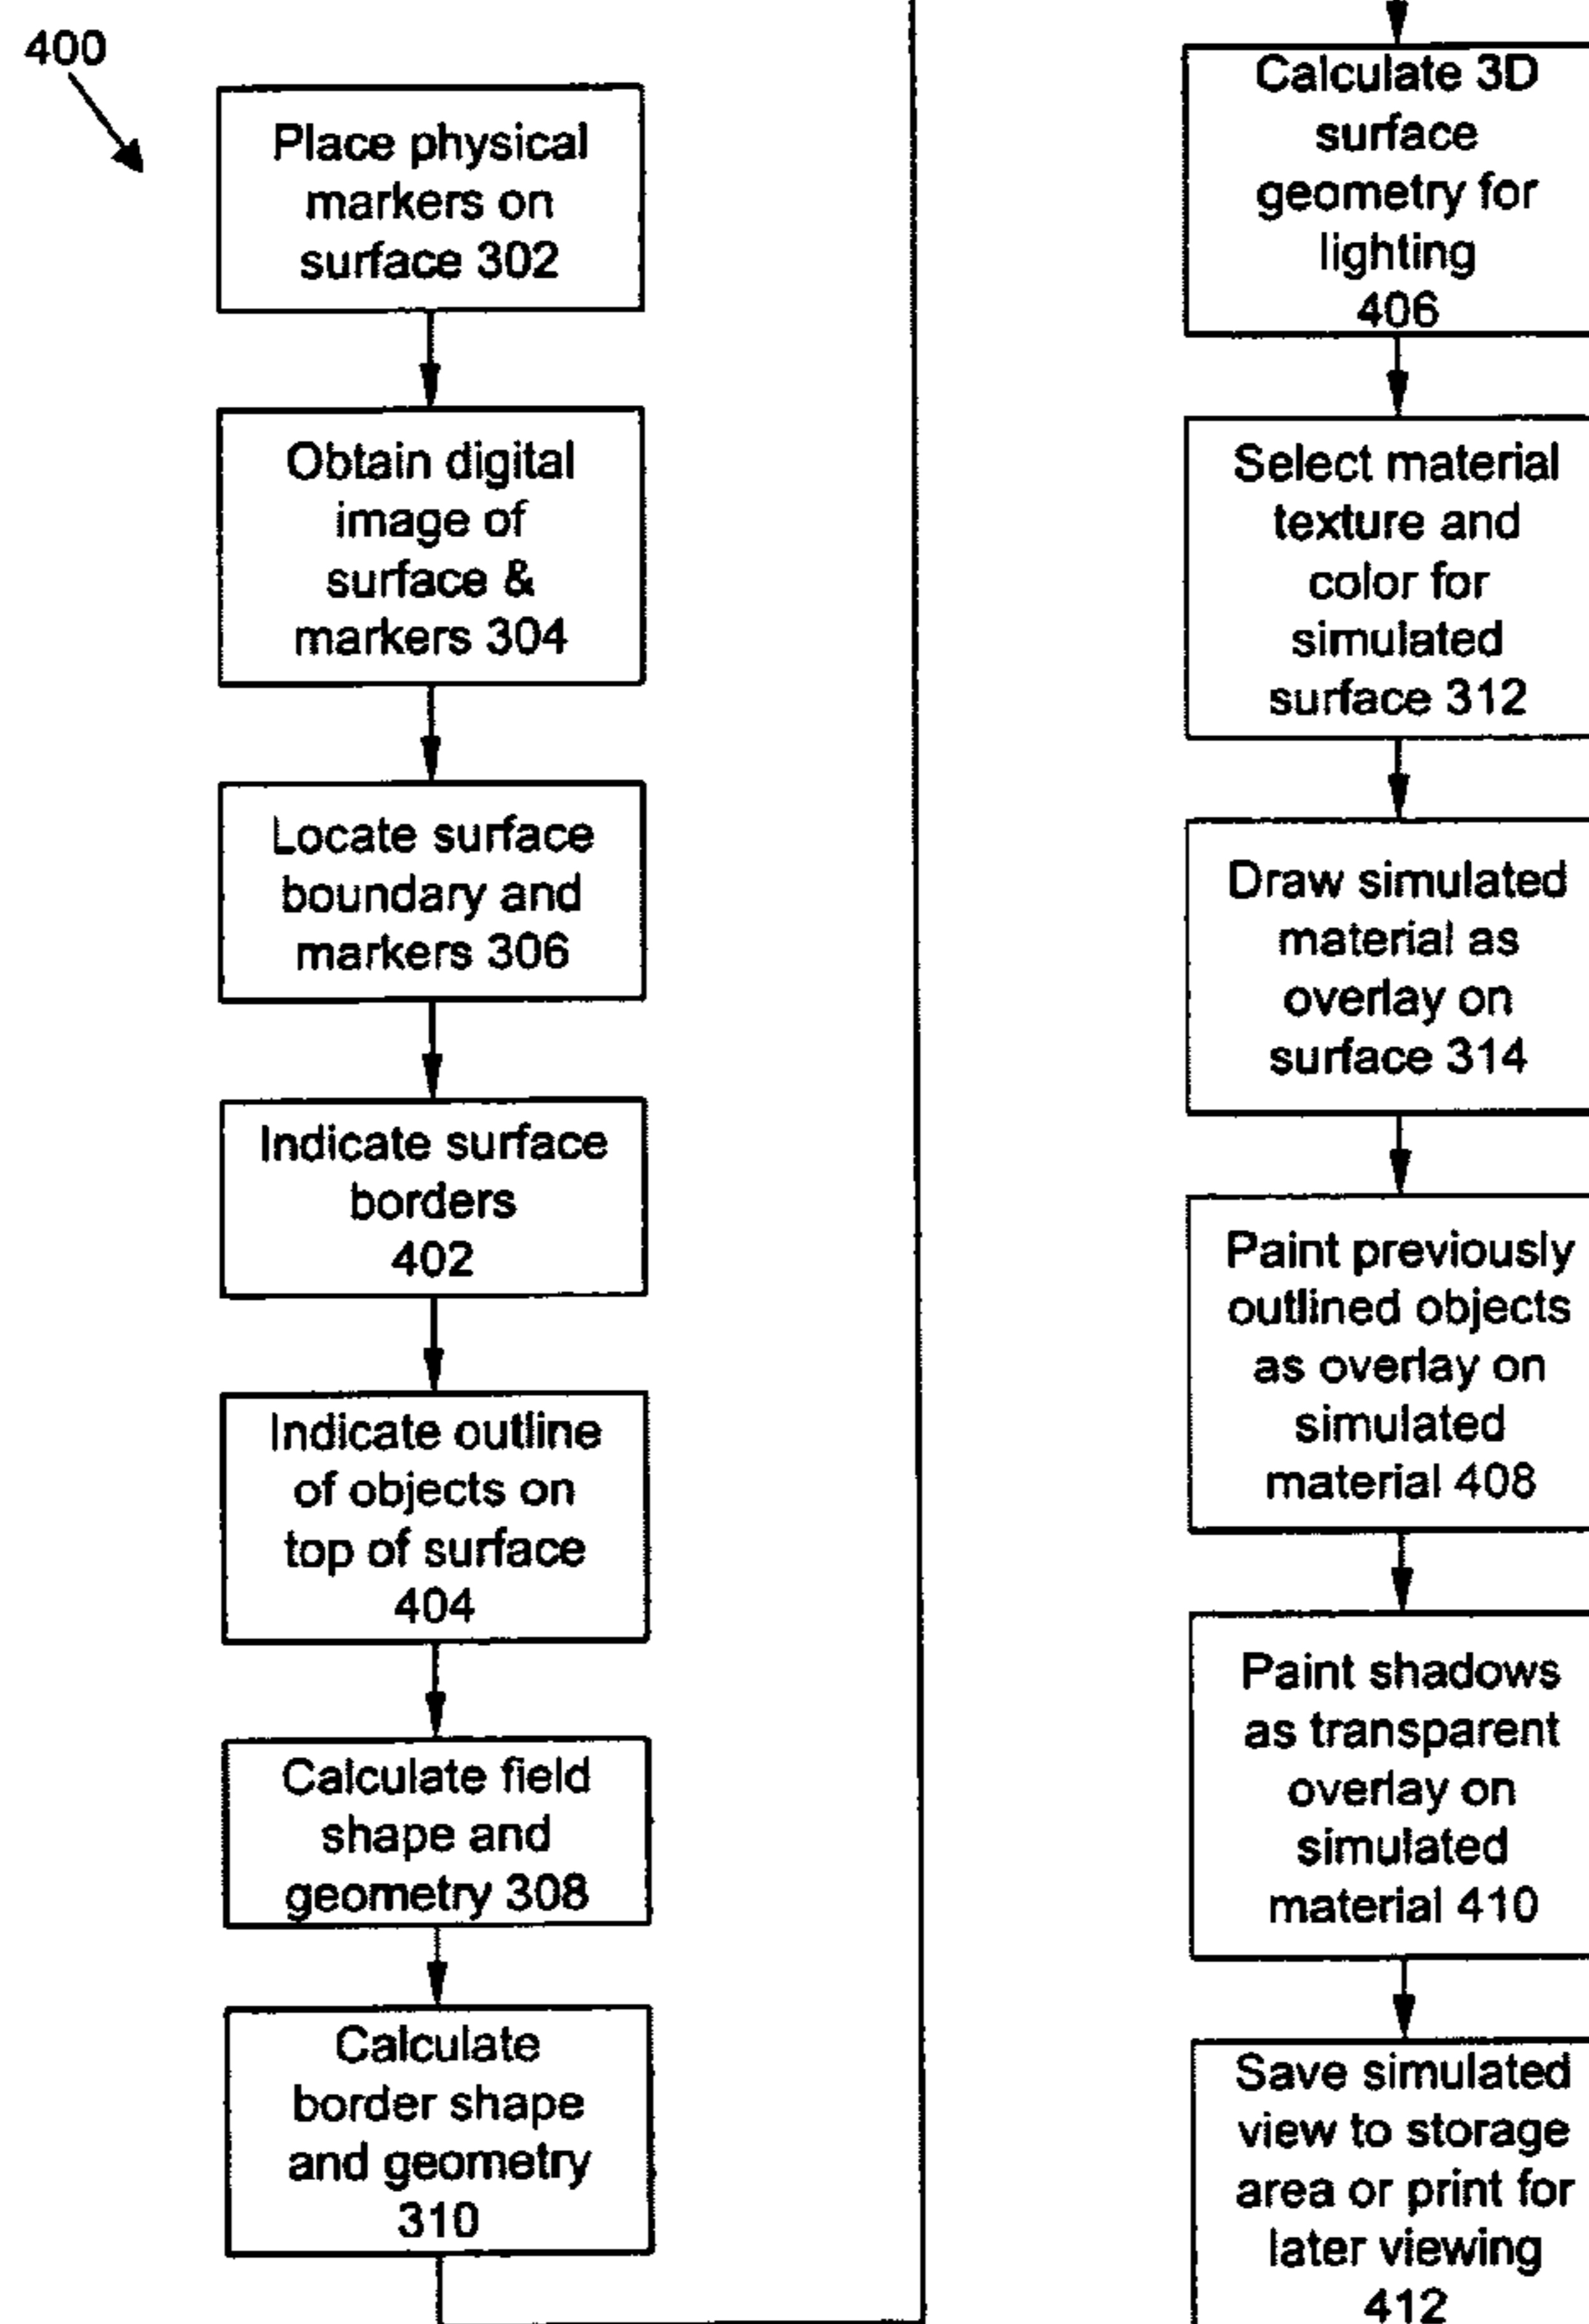 400
Place physical
markers on
surface 302
Obtain digital
image of
surface &
markers 304
Locate surface
boundary and
markers 306
Indicate surface
borders
402
Indicate outline
of objects on
top of surface
404
Calculate field
shape and
geometry 308
Calculate
border shape
and geometry
310
Calculate 3D
surface
geometry for
lighting
406
Select material
texture and
color for
simulated
surface 312
Draw simulated
material as
overlay on
surface 314
Paint previously
outlined objects
as overlay on
simulated
material 408
Paint shadows
as transparent
overlay on
simulated
material 410
Save simulated
view to storage
area or print for
later viewing
412